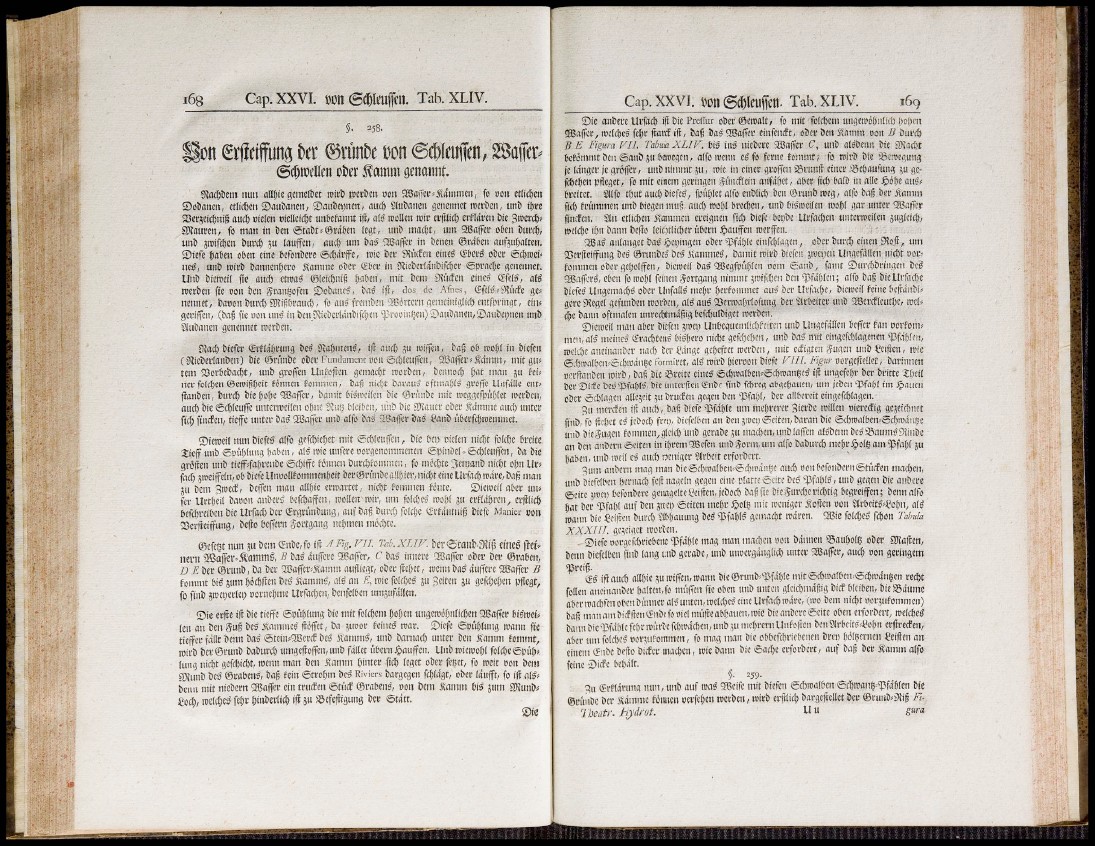 168 Cap. XXVI. von Schleussen. Tab. XLIV.
§. 258.
Von Ersteiffung der Gründe von Schleussen, Wasser-
Schwellen oder Kamm genannt.
Nachdem nun allhie gemeldet wird werden von Wasser-Kämmen, so von etlichen
Dodanen, etlichen Daudanen, Daudeynen, auch Audanen genennet werden, und ihre
Verzeichniß auch vielen vielleicht unbekannt ist, als wollen wir erstlich erklären die Zwerch-
Mauren, so man in den Stadt-Gräben legt, und macht, um Wasser oben durch,
und zwischen durch zu lauffen, auch um das Wasser in denen Gräben aufzuhalten.
Diese haben oben eine besondere Schärffe, wie der Rücken eines Ebers oder Schwei-
nes, und wird dannenhero Kamme oder Eber in Niederländischer Sprache genennet.
Und dieweil sie auch etwas Gleichniß haben, mit dem Rücken eines Esels, als
werden sie von den Frantzosen Dodanes, das ist, dos de Asnes, Esels-Rücke ge-
nennet, davon durch Mißbrauch, so aus fremden Wörtern gemeiniglich entspringt, ein-
gerissen, (daß sie von uns in den Niederländischen Provintzen) Daudanen, Daudeynen und
Audanen genennet werden.
Nach dieser Erklährung des Nahmens, ist auch zu wissen, daß ob wohl in diesen
(Niederlanden) die Gründe oder Fundament von Schleussen, Wasser-Kämm, mit gu-
tem Vorbedacht, und grossen Unkosten gemacht worden, dennoch hat man zu kei-
ner solchen Gewißheit können kommen, daß nicht daraus oftmahls grosse Unfälle ent-
standen, durch die hohe Wasser, damit bisweilen die Gründe mit weggespühlet werden,
auch die Schleusse unterweilen ohne Nutz bleiben, und die Mauer oder Kämme auch unter
sich sincken, tieffe unter das Wasser und also das Wasser das Land überschwemmet.
Dieweil nun dieses also geschiehet mit Schleussen, die bey vielen nicht solche breite
Tieff und Spühlung haben, als wie unsere vorgenommenen Spindel-Schleussen, da die
grösten und tieff-fahrende Schiffe können durchkommen, so möchte Jemand nicht ohn Ur-
sach zweiffeln, ob diese Unvollkommenheit der Gründe allhier, nicht eine Ursach wäre, daß man
zu dem Zweck, dessen man allhie erwartet, nicht kommen könte. Dieweil aber un-
ser Urtheil davon anders beschaffen, wollen wir, um solches wohl zu erklähren, erstlich
beschreiben die Ursach der Ergründung, auf daß durch solche Erkäntniß diese Manier von
Versteiffung, desto bessern Fortgang nehmen möchte.
Gesetzt nun zu dem Ende, so ist A Fig. VII. Tab. XLIV. der Stand-Riß eines stei-
nern Wasser-Kamms, B das äussere Wasser, C das innere Wasser oder der Graben,
D E der Grund, da der Wasser-Kamm aufliegt, oder stehet, wenn das äussere Wasser B
kommt bis zum höchsten des Kamms, als an E, wie solches zu Zeiten zu geschehen pflegt,
so sind zweyerley vornehme Ursachen, denselben umzufällen.
Die erste ist die tieffe Spühlung die mit solchem hohen ungewöhnlichen Wasser biswei-
len an den Fuß des Kammes stösset, da zuvor keines war. Diese Spühlung wann sie
tieffer fällt denn das Stein-Werck des Kamms, und darnach unter den Kamm kommt,
wird der Grund dadurch umgestossen, und fället übern Hauffen. Und wiewohl solche Spüh-
lung nicht geschicht, wenn man den Kamm hinter sich leget oder setzet, so weit von dem
Mund des Grabens, daß kein Strohm des Riviers dargegen schlägt, oder läufft, so ist als-
denn mit niedern Wasser ein trucken Stück Grabens, von dem Kamm bis zum Mund-
Loch, welches sehr hinderlich ist zu Befestigung der Stätt.
Die
Cap. XXVI. von Schleussen. Tab. XLIV. 169
Die andere Ursach ist die Pressur oder Gewalt, so mit solchem ungewöhnlich hohen
Wasser, welches sehr starck ist, daß das Wasser einsenckt, oder den Kamm von B durch
B E Figura VII. Tabua XLIV. bis ins niedere Wasser C, und alsdenn die Macht
bekömmt den Sand zu bewegen, also wenn es so ferne kommt, so wird die Bewegung
je länger je grösser, und nimmt zu, wie in einer grossen Brunst einer Behausung zu ge-
schehen pfleget, so mit einem geringen Füncklein anfähet, aber sich bald in alle Höhe aus-
breitet. Also thut auch dieses, spühlet also endlich den Grund weg, also daß der Kamm
sich krümmen und biegen muß, auch wohl brechen, und bisweilen wohl gar unter Wasser
sincken. An etlichen Kammen ereignen sich diese beyde Ursachen unterweilen zugleich,
welche ihn dann desto leichtlicher übern Hauffen werffen.
Was anlanget das Heyingen oder Pfähle einschlagen, oder durch einen Rost, um
Versteiffung des Grundes des Kammes, damit wird diesen zweyen Ungefällen nicht vor-
kommen oder geholffen, dieweil das Wegspühlen vom Sand, samt Durchdringen des
Wassers, eben so wohl seinen Fortgang nimmt zwischen den Pfählen; also daß die Ursache
dieses Ungemachs oder Unfalls mehr herkommet aus der Ursache, dieweil keine beständi-
gere Regel gefunden worden, als aus Verwahrlosung der Arbeiter und Werckleuthe, wel-
che dann oftmalen unrechtmäßig beschuldiget werden.
Dieweil man aber diesen zwey Unbequemlichkeiten und Ungefällen besser kan vorkom-
men, als meines Erachtens bishero nicht geschehen, und das mit eingeschlagenen Pfählen,
welche aneinander nach der Länge geheftet werden, mit eckigten Fugen und Leisten, wie
Schwalben-Schwäntze formiret, als wird hiervon diese VIII. Figur vorgestellet, darinnen
verstanden wird, daß die Breite eines Schwalben-Schwantzes ist ungefehr der dritte Theil
der Dicke des Pfahls, die untersten Ende sind schreg abgehauen, um jeden Pfahl im Hauen
oder Schlagen allezeit zu drucken gegen den Pfahl, der allbereit eingeschlagen.
Zu mercken ist auch, daß diese Pfähle um mehrerer Zierde willen viereckig gezeichnet
sind, so stehet es jedoch frey, dieselben an den zwey Seiten, daran die Schwalben-Schwäntze
und die Fugen kommen, gleich und gerade zu machen, und lassen alsdenn des Baums Rinde
an den andern Seiten in ihrem Wesen und Form, um also dadurch mehr Holtz am Pfahl zu
haben, und weil es auch weniger Arbeit erfordert.
Zum andern mag man die Schwalben-Schwäntze auch von besondern Stücken machen,
und dieselben hernach fest nageln gegen eine platte Seite des Pfahls, und gegen die andere
Seite zwey besondere genagelte Leisten, jedoch daß sie die Furche richtig begreiffen; denn also
hat der Pfahl auf den zwey Seiten mehr Holtz mit weniger Kosten von Arbeits-Lohn, als
wann die Leisten durch Abhauung des Pfahls gemacht wären. Wie solches schon Tabula
XXXIII. gezeiget worden.
Diese vorgeschriebene Pfähle mag man machen von dünnen Bauholtz oder Masten,
denn dieselben sind lang und gerade, und unvergänglich unter Wasser, auch von geringem
Preiß.
Es ist auch allhie zu wissen, wann die Grund-Pfähle mit Schwalben-Schwäntzen recht
sollen aneinander halten, so müssen sie oben und unten gleichmäßig dick bleiben, die Bäume
aber wachsen oben dünner als unten, welches eine Ursach wäre, (wo dem nicht vorzukommen)
daß man am dicksten Ende so viel müste abhauen, wie die andere Seite oben erfordert, welches
dann die Pfähle sehr würde schwächen, und zu mehrern Unkosten den Arbeits-Lohn erstrecken,
aber um solches vorzukommen, so mag man die obbeschriebenen drey höltzernen Leisten an
einem Ende desto dicker machen, wie dann die Sache erfordert, auf daß der Kamm also
seine Dicke behält.
§. 259.
Zu Erklärung nun, und auf was Weise mit diesen Schwalben Schwantz-Pfählen die
Gründe der Kämme können versehen werden, wird erstlich dargestellet der Grund-Riß Fi-
Theatr. Hydrot. U u gura